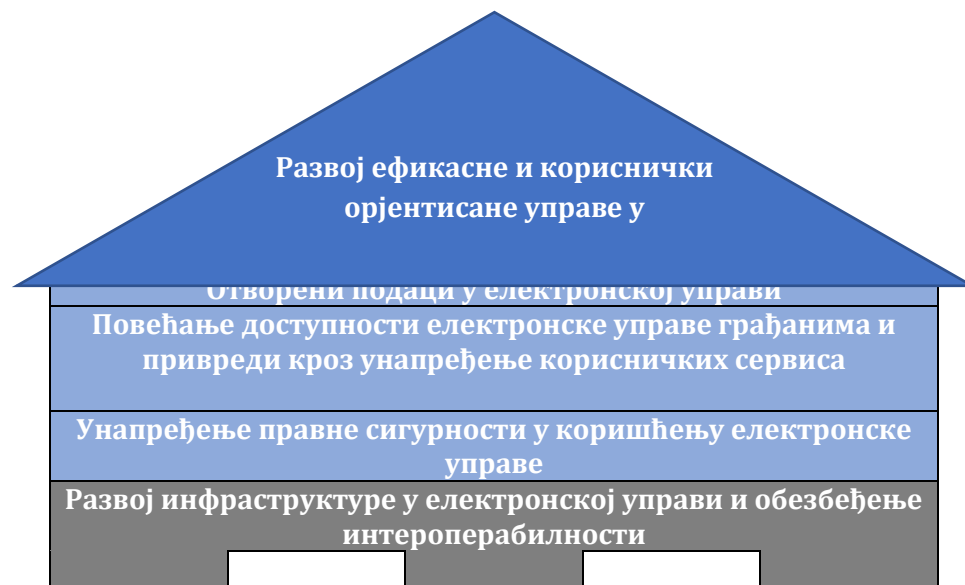 Развој ефикасне и кориснички
орјентисане управе у
Отворени подаци у електронској управи
Повећање доступности електронске управе грађанима и
привреди кроз унапређење корисничких сервиса
Унапређење правне сигурности у коришћењу електронске
управе
Развој инфраструктуре у електронској управи и обезбеђење
интероперабилности